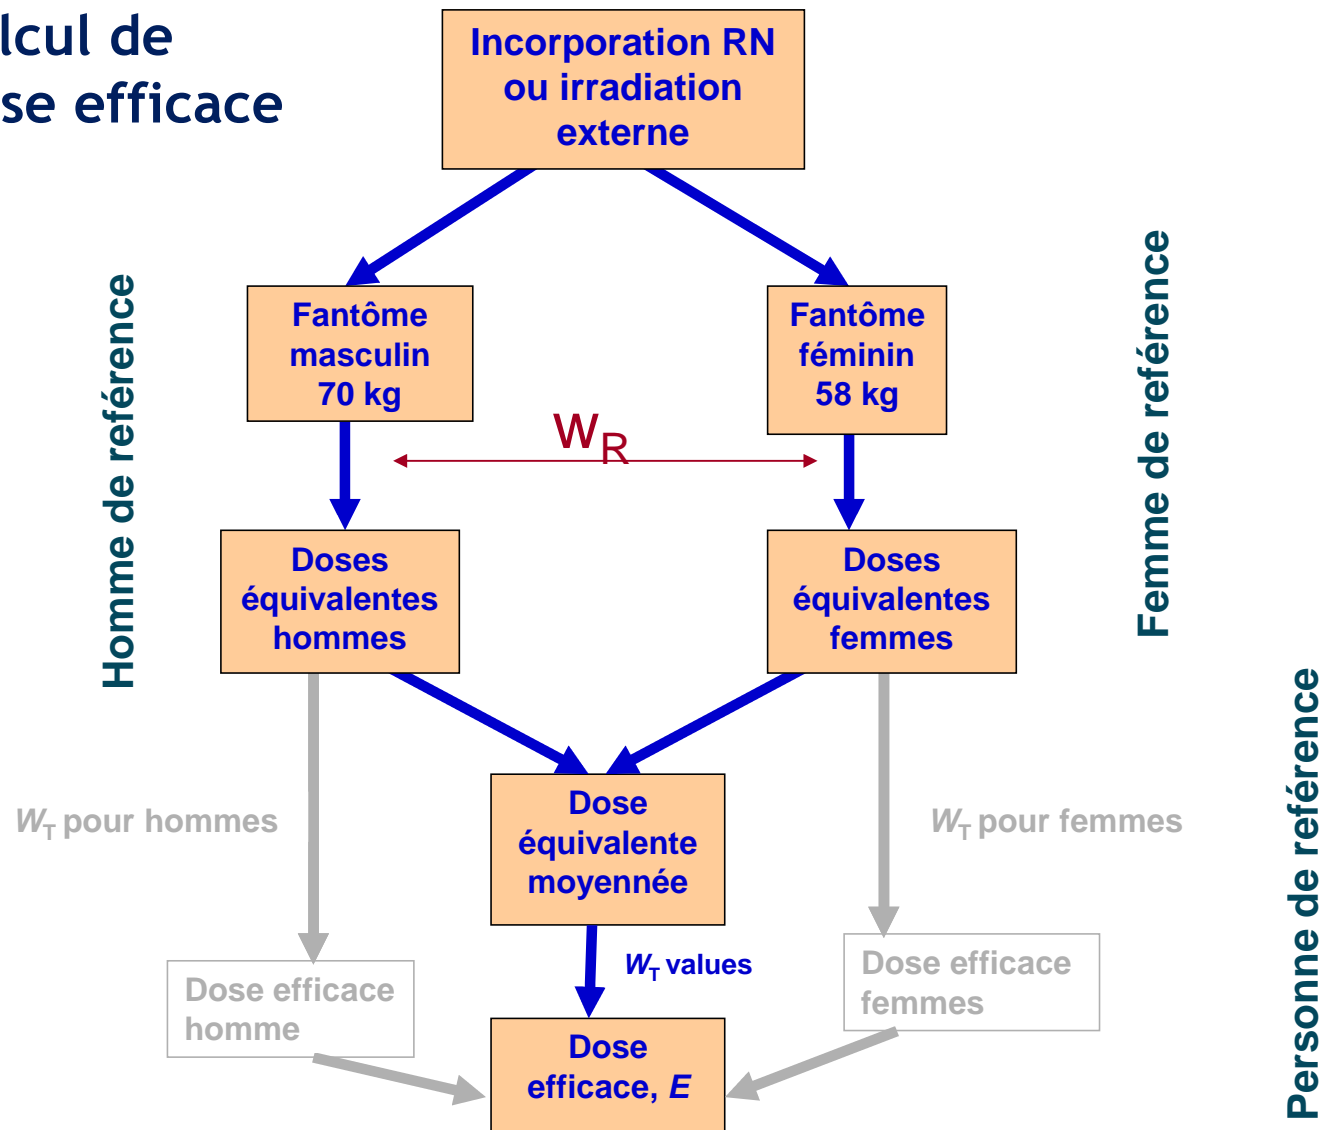 lcul de
se efficace
Incorporation RN
ou irradiation
externe
Homme de reférence
Femme de reférence
Fantôme
masculin
70 kg
Fantôme
féminin
58 kg
WR
Doses
équivalentes
hommes
Doses
équivalentes
femmes
Personne de reférence
WT pour hommes
Dose
équivalente
moyennée
WT pour femmes
WT values
Dose efficace
homme
Dose efficace
femmes
Dose
efficace, E